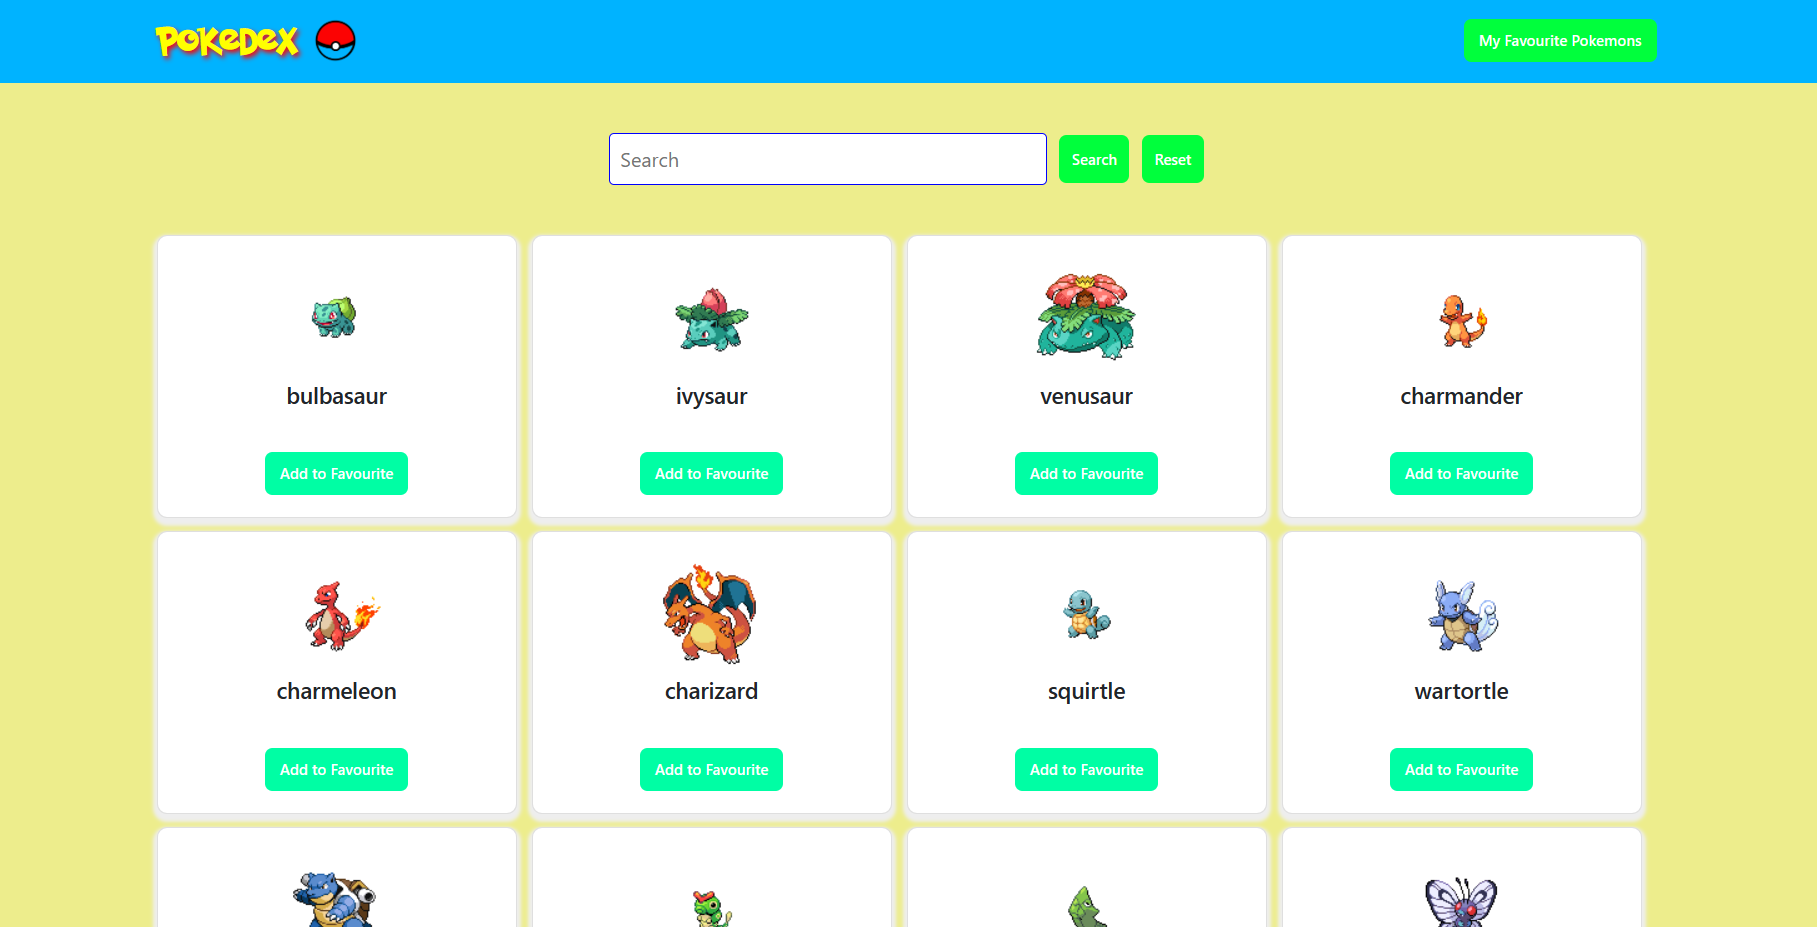 POKeDeX
My Favourite Pokemons
Search
Search
Reset
bulbasaur
ivysaur
venusaur
charmander
Add to Favourite
Add to Favourite
Add to Favourite
Add to Favourite
charmeleon
charizard
squirtle
wartortle
Add to Favourite
Add to Favourite
Add to Favourite
Add to Favourite